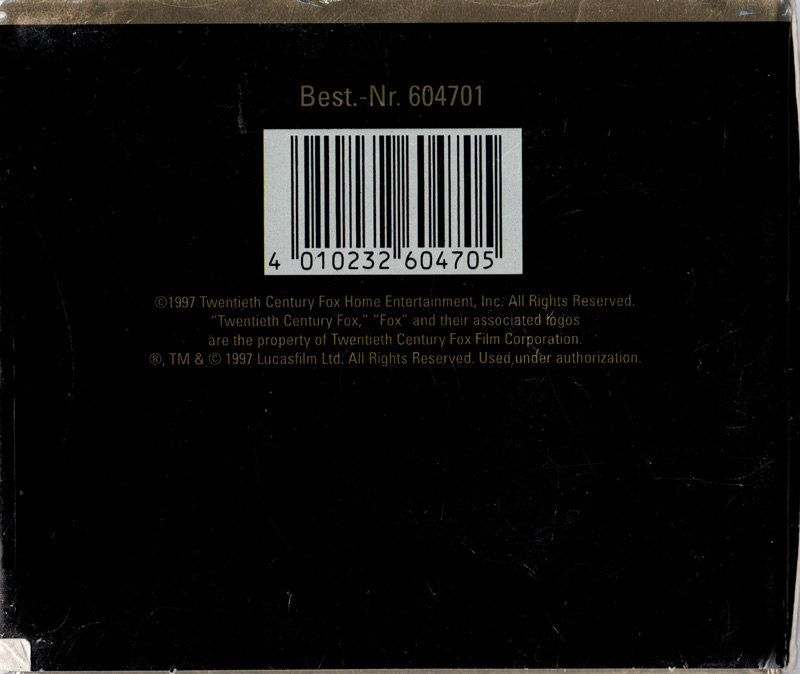 Best.-Nr. 604701
4 010232 604705
©1997 Twentieth Century Fox Home Entertainment, Inc. All Rights Reserved.
“Twentieth Century Fox,” “Fox” and their associated logos
are the property of Twentieth Century Fox Film Corporation.
®, TM & © 1997 Lucasfilm Ltd. All Rights Reserved. Used under authorization.